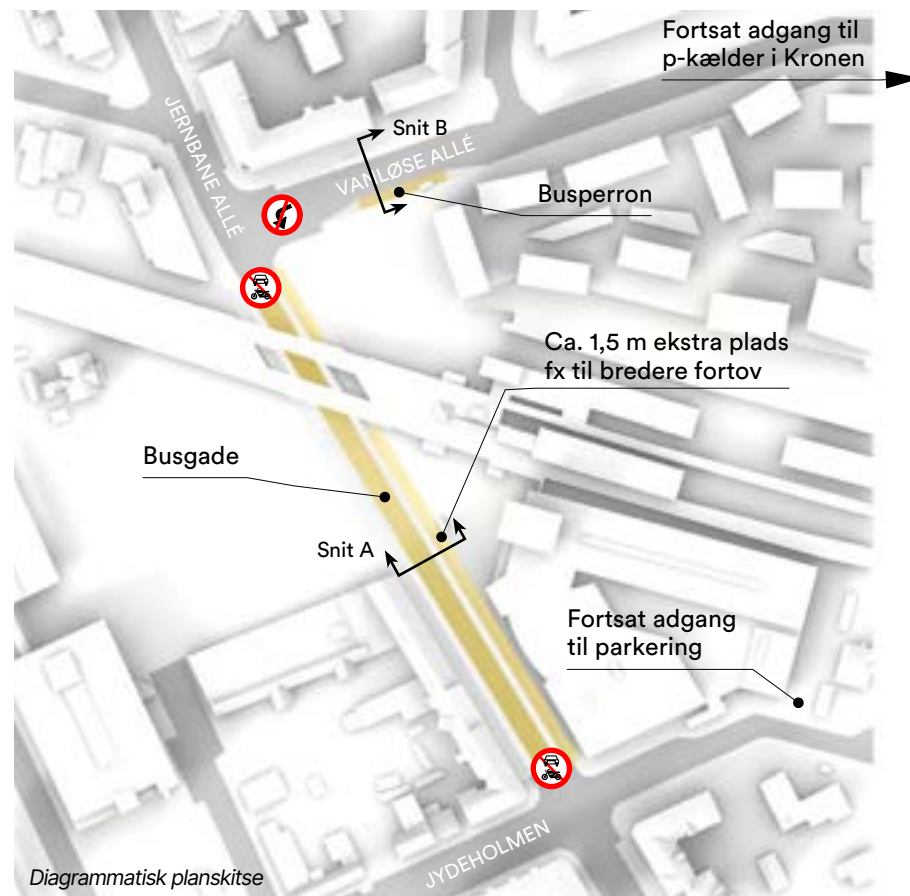 Fortsat adgang til
p-kælder i Kronen
JERNBANE ALLÉ
Snit B
VANLØSE ALLÉ
Busperron
Ca. 1,5 m ekstra plads
fx til bredere fortov
Busgade
Snit A
Fortsat adgang
til parkering
JYDEHOLMEN
Diagrammatisk planskitse